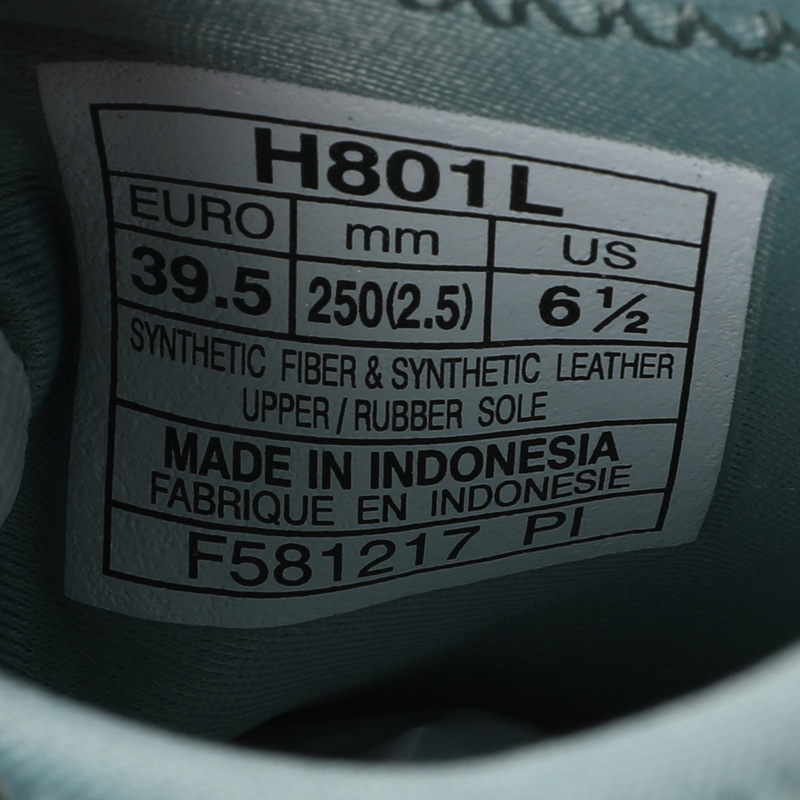 H801L
EURO mm US
39.5 250(2.5) 6 ½
SYNTHETIC FIBER & SYNTHETIC LEATHER
UPPER / RUBBER SOLE
MADE IN INDONESIA
FABRIQUE EN INDONESIE
F581217 PI